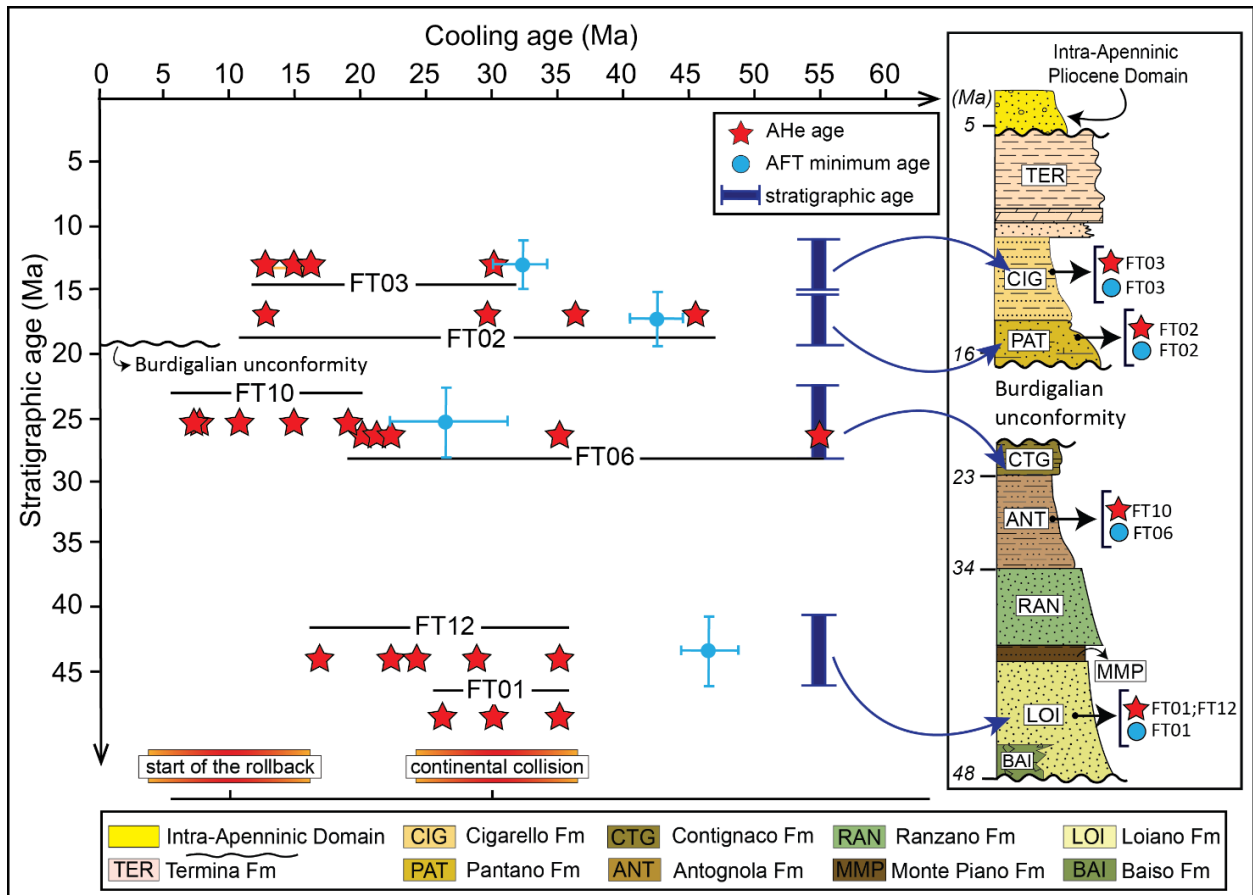 Cooling age (Ma)
0 5 10 15 20 25 30 35 40 45 50 55 60
Stratigraphic age (Ma)
5
10
15
20
25
30
35
40
45
AHe age
AFT minimum age
stratigraphic age
FT03
FT02
Burdigalian unconformity
FT10
FT06
FT12
FT01
start of the rollback
continental collision
Intra-Apenninic
Pliocene Domain
(Ma)
5
TER
CIG
FT03
FT03
PAT
FT02
FT02
16
Burdigalian
unconformity
CTG
23
ANT
FT10
FT06
34
RAN
MMP
LOI
FT01;FT12
FT01
BAI
48
Intra-Apenninic Domain
CIG Cigarello Fm
CTG Contignaco Fm
RAN Ranzano Fm
LOI Loiano Fm
TER Termina Fm
PAT Pantano Fm
ANT Antognola Fm
MMP Monte Piano Fm
BAI Baiso Fm